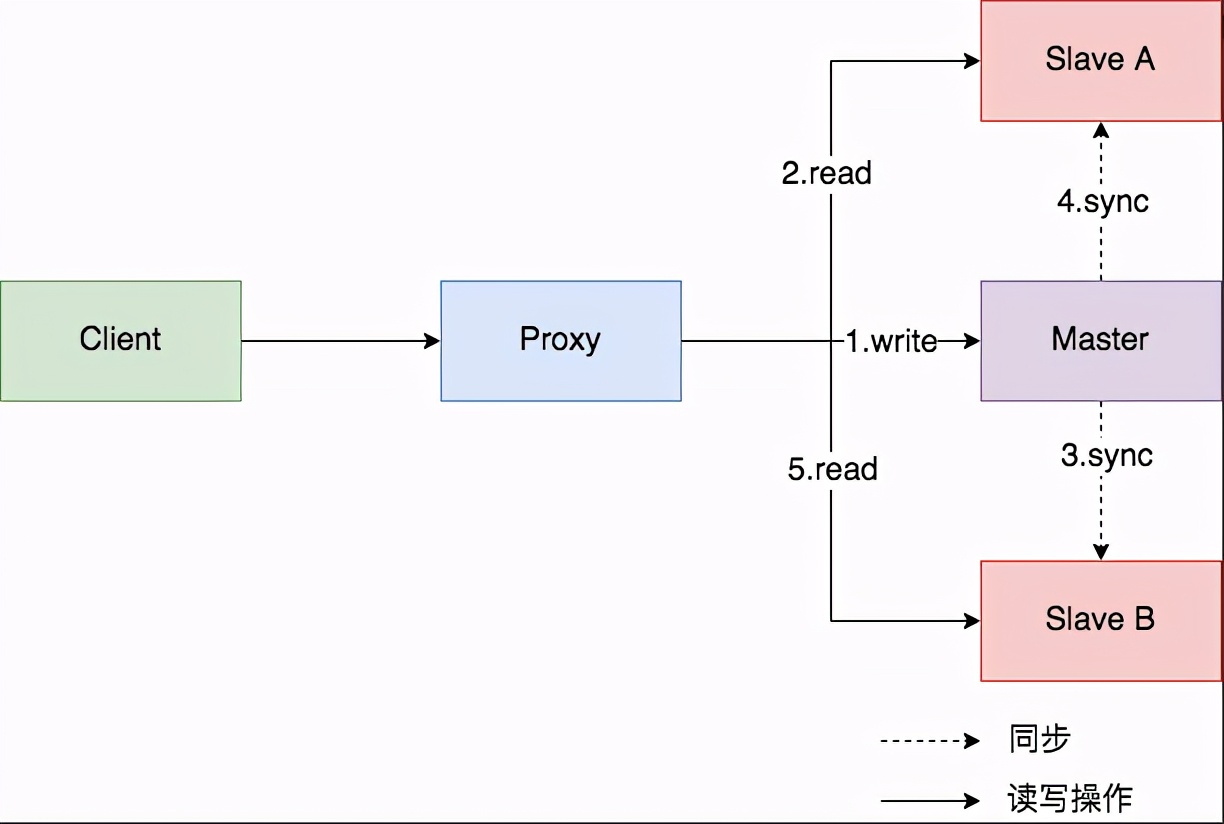 Slave A
2.read
4.sync
Client
Proxy
1.write
Master
3.sync
5.read
Slave B
同步
读写操作